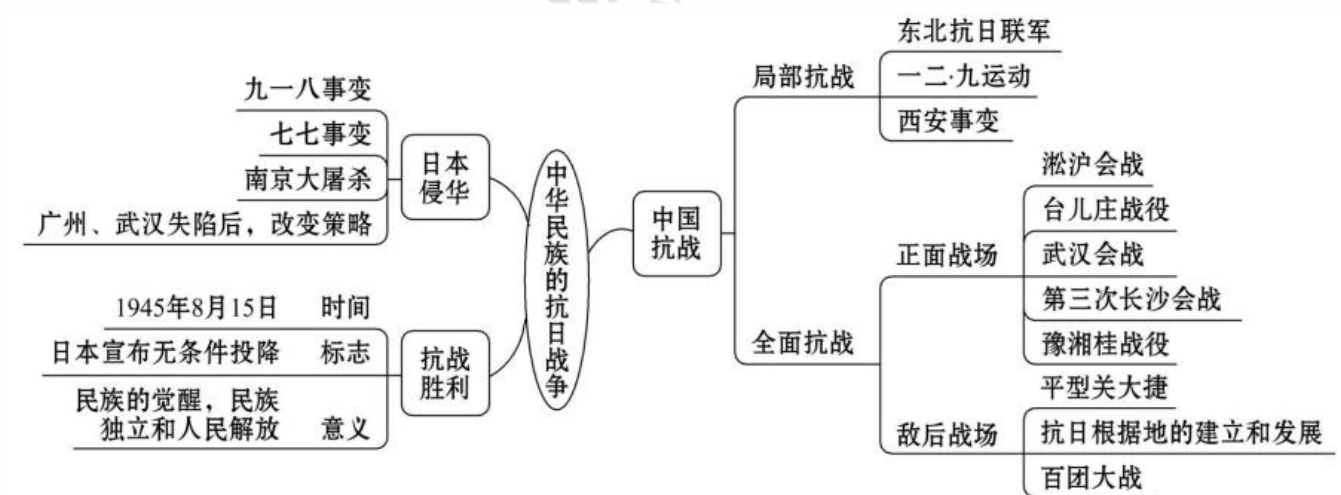 中华民族的抗日战争
日本
侵华
九一八事变
七七事变
南京大屠杀
广州、武汉失陷后，改变策略
抗战
胜利
1945年8月15日 时间
日本宣布无条件投降 标志
民族的觉醒，民族
独立和人民解放 意义
中国
抗战
局部抗战
东北抗日联军
一二·九运动
西安事变
全面抗战
正面战场
淞沪会战
台儿庄战役
武汉会战
第三次长沙会战
豫湘桂战役
敌后战场
平型关大捷
抗日根据地的建立和发展
百团大战